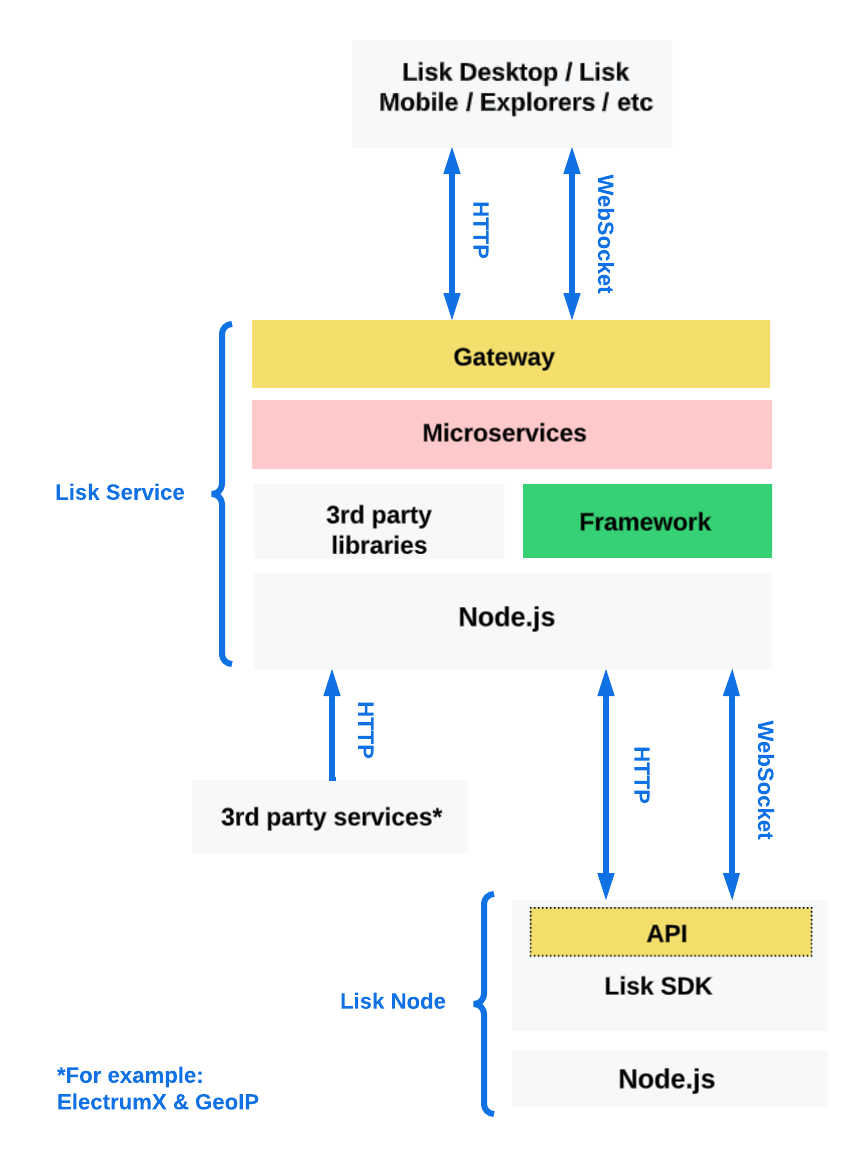 Lisk Desktop / Lisk
Mobile / Explorers / etc
HTTP
WebSocket
Gateway
Microservices
Lisk Service
3rd party
libraries
Framework
Node.js
HTTP
HTTP
WebSocket
3rd party services*
API
Lisk SDK
Lisk Node
Node.js
*For example:
ElectrumX & GeoIP